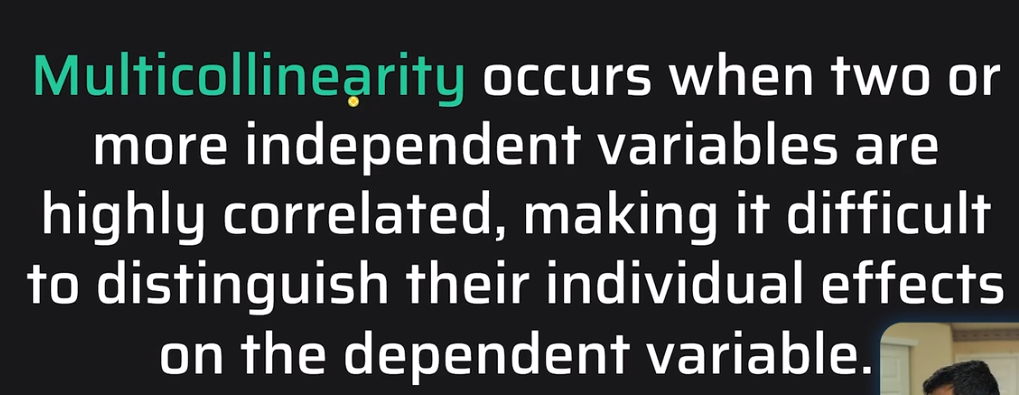 Multicollinearity occurs when two or
more independent variables are
highly correlated, making it difficult
to distinguish their individual effects
on the dependent variable.